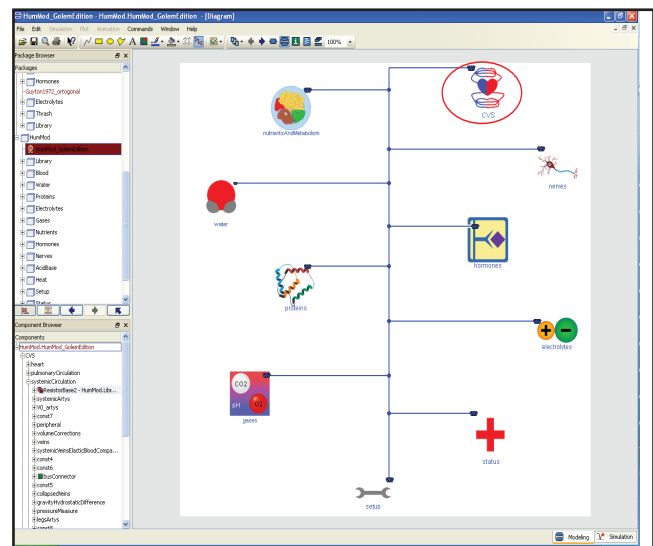 HumMod_GolemEdition - HumMod.HumMod_GolemEdition - [Diagram]
File Edit Simulation Plot Animation Commands Window Help
100%
Package Browser
Packages
Hormones
Guyton1972_ortogonal
Electrolytes
Thrash
Library
HumMod
HumMod_GolemEdition
Library
Blood
Water
Proteins
Electrolytes
Gases
Nutrients
Hormones
Nerves
AcidBase
Heat
Setup
Status
Component Browser
Components
HumMod.HumMod_GolemEdition
CVS
heart
pulmonaryCirculation
systemicCirculation
ResistorBase2 - HumMod.Libr...
systemicArtys
V0_artys
const7
peripheral
volumeCorrections
veins
systemicVeinsElacticBloodCompa...
const4
const6
busConnector
const5
collapsedVeins
gravityHydrostaticDifference
pressureMeasure
legsArtys
const8
CVS
nutrientsAndMetabolism
nerves
water
hormones
proteins
electrolytes
CO2
pH O2
gases
status
setup
Modeling Simulation